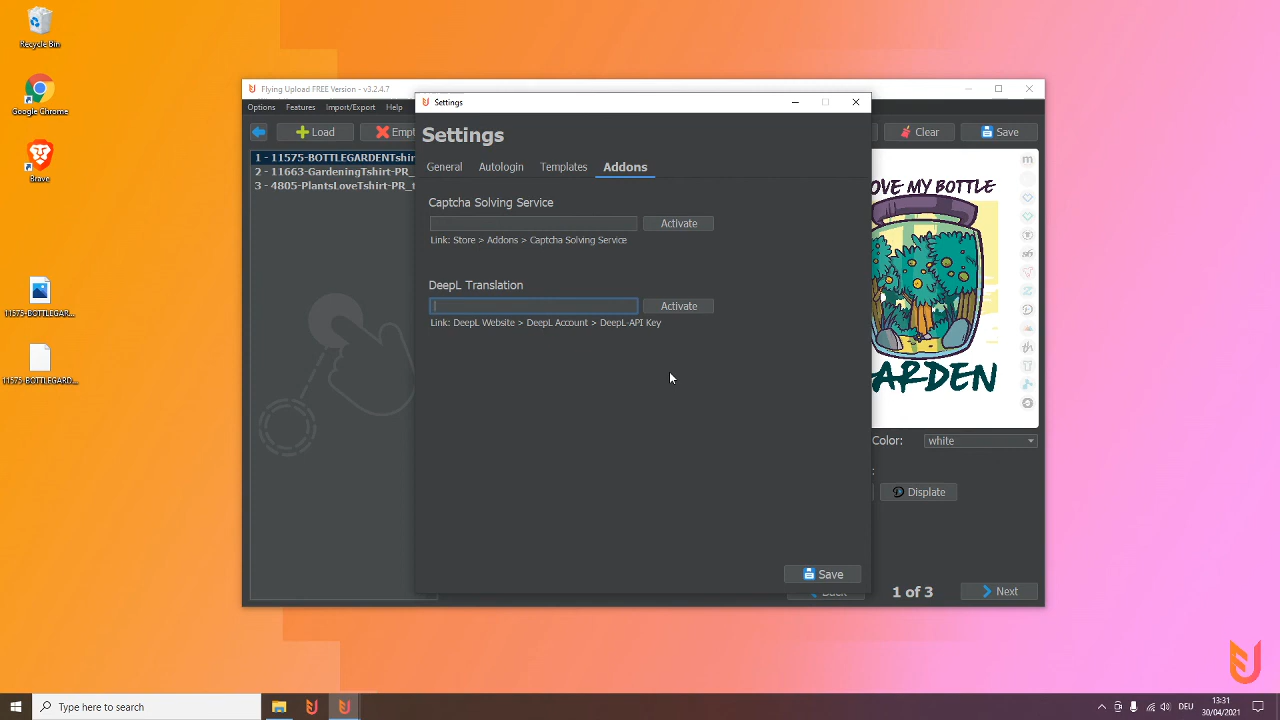 Recycle Bin
Google Chrome
Brave
11575-BOTTLEGAR...
11575-BOTTLEGARD...
Flying Upload FREE Version - v3.2.4.7
Options Features Import/Export Help
Load
Empt
Clear
Save
1 - 11575-BOTTLEGARDENTshir
2 - 11663-GardeningTshirt-PR_
3 - 4805-PlantsLoveTshirt-PR_t
Settings
Settings
General Autologin Templates Addons
Captcha Solving Service
Activate
Link: Store > Addons > Captcha Solving Service
DeepL Translation
Activate
Link: DeepL Website > DeepL Account > DeepL-API Key
Save
OVE MY BOTTLE
ARDEN
Color: white
:
Displate
Back
1 of 3
Next
Type here to search
DEU
13:31
30/04/2021